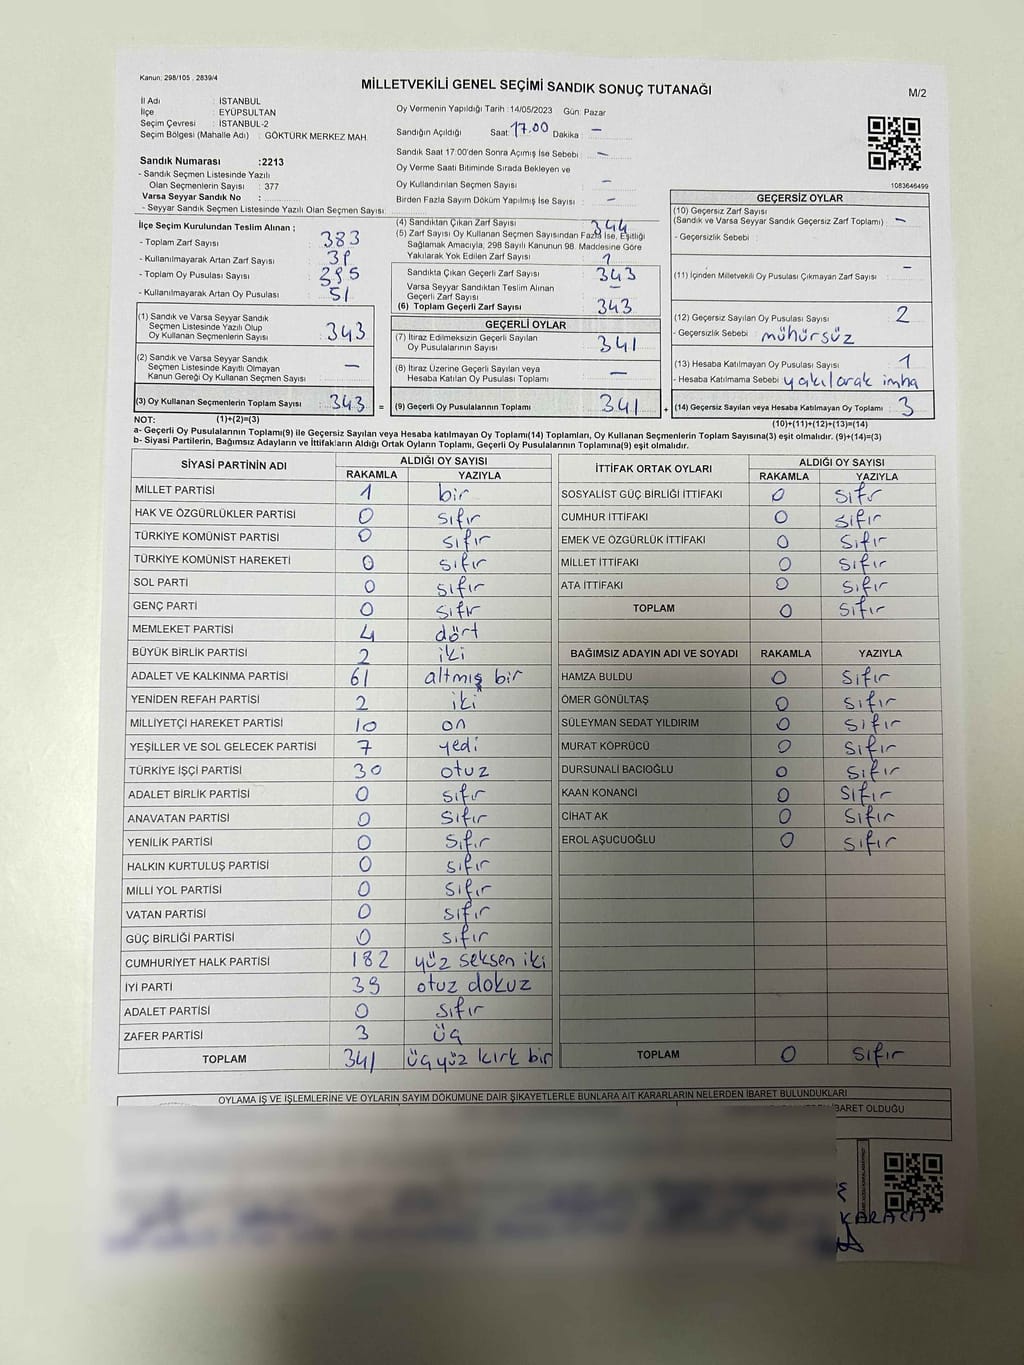 Kanun: 298/105 , 2839/4
MİLLETVEKİLİ GENEL SEÇİMİ SANDIK SONUÇ TUTANAĞI
M/2
İl Adı : İSTANBUL
İlçe : EYÜPSULTAN
Seçim Çevresi : İSTANBUL-2
Seçim Bölgesi (Mahalle Adı) : GÖKTÜRK MERKEZ MAH.
Oy Vermenin Yapıldığı Tarih : 14/05/2023 Gün: Pazar
Sandığın Açıldığı Saat 17.00 Dakika : –
Sandık Saat 17:00'den Sonra Açımış İse Sebebi : –
Oy Verme Saati Bitiminde Sırada Bekleyen ve
Oy Kullandırılan Seçmen Sayısı : –
Birden Fazla Sayım Döküm Yapılmış İse Sayısı : –
1083646499
Sandık Numarası :2213
- Sandık Seçmen Listesinde Yazılı
Olan Seçmenlerin Sayısı : 377
Varsa Seyyar Sandık No :
- Seyyar Sandık Seçmen Listesinde Yazılı Olan Seçmen Sayısı:
İlçe Seçim Kurulundan Teslim Alınan ;
- Toplam Zarf Sayısı : 383
- Kullanılmayarak Artan Zarf Sayısı :
- Toplam Oy Pusulası Sayısı : 395
- Kullanılmayarak Artan Oy Pusulası : 51
(1) Sandık ve Varsa Seyyar Sandık
Seçmen Listesinde Yazılı Olup
Oy Kullanan Seçmenlerin Sayısı : 343
(2) Sandık ve Varsa Seyyar Sandık
Seçmen Listesinde Kayıtlı Olmayan
Kanun Gereği Oy Kullanan Seçmen Sayısı : –
(3) Oy Kullanan Seçmenlerin Toplam Sayısı : 343 =
(4) Sandıktan Çıkan Zarf Sayısı : 344
(5) Zarf Sayısı Oy Kullanan Seçmen Sayısından Fazla İse, Eşitliği
Sağlamak Amacıyla, 298 Sayılı Kanunun 98. Maddesine Göre
Yakılarak Yok Edilen Zarf Sayısı : 1
Sandıkta Çıkan Geçerli Zarf Sayısı : 343
Varsa Seyyar Sandıktan Teslim Alınan
Geçerli Zarf Sayısı : –
(6) Toplam Geçerli Zarf Sayısı : 343
GEÇERLİ OYLAR
(7) İtiraz Edilmeksizin Geçerli Sayılan
Oy Pusulalarının Sayısı : 341
(8) İtiraz Üzerine Geçerli Sayılan veya
Hesaba Katılan Oy Pusulası Toplamı : –
(9) Geçerli Oy Pusulalarının Toplamı : 341 +
GEÇERSİZ OYLAR
(10) Geçersiz Zarf Sayısı
(Sandık ve Varsa Seyyar Sandık Geçersiz Zarf Toplamı) : –
- Geçersizlik Sebebi :
(11) İçinden Milletvekili Oy Pusulası Çıkmayan Zarf Sayısı : –
(12) Geçersiz Sayılan Oy Pusulası Sayısı : 2
- Geçersizlik Sebebi : mühürsüz
(13) Hesaba Katılmayan Oy Pusulası Sayısı : 1
- Hesaba Katılmama Sebebi : yakılarak imha
(14) Geçersiz Sayılan veya Hesaba Katılmayan Oy Toplamı : 3
NOT: (1)+(2)=(3) (10)+(11)+(12)+(13)=(14)
a- Geçerli Oy Pusulalarının Toplamı(9) ile Geçersiz Sayılan veya Hesaba katılmayan Oy Toplamı(14) Toplamları, Oy Kullanan Seçmenlerin Toplam Sayısına(3) eşit olmalıdır. (9)+(14)=(3)
b- Siyasi Partilerin, Bağımsız Adayların ve İttifakların Aldığı Ortak Oyların Toplamı, Geçerli Oy Pusulalarının Toplamına(9) eşit olmalıdır.
SİYASİ PARTİNİN ADI ALDIĞI OY SAYISI
RAKAMLA YAZIYLA
MİLLET PARTİSİ 1 bir
HAK VE ÖZGÜRLÜKLER PARTİSİ 0 sıfır
TÜRKİYE KOMÜNİST PARTİSİ 0 sıfır
TÜRKİYE KOMÜNİST HAREKETİ 0 sıfır
SOL PARTİ 0 sıfır
GENÇ PARTİ 0 sıfır
MEMLEKET PARTİSİ 4 dört
BÜYÜK BİRLİK PARTİSİ 2 iki
ADALET VE KALKINMA PARTİSİ 61 altmış bir
YENİDEN REFAH PARTİSİ 2 iki
MİLLİYETÇİ HAREKET PARTİSİ 10 on
YEŞİLLER VE SOL GELECEK PARTİSİ 7 yedi
TÜRKİYE İŞÇİ PARTİSİ 30 otuz
ADALET BİRLİK PARTİSİ 0 sıfır
ANAVATAN PARTİSİ 0 sıfır
YENİLİK PARTİSİ 0 sıfır
HALKIN KURTULUŞ PARTİSİ 0 sıfır
MİLLİ YOL PARTİSİ 0 sıfır
VATAN PARTİSİ 0 sıfır
GÜÇ BİRLİĞİ PARTİSİ 0 sıfır
CUMHURİYET HALK PARTİSİ 182 yüz seksen iki
İYİ PARTİ 39 otuz dokuz
ADALET PARTİSİ 0 sıfır
ZAFER PARTİSİ 3 üç
TOPLAM 341 üçyüz kırk bir
İTTİFAK ORTAK OYLARI ALDIĞI OY SAYISI
RAKAMLA YAZIYLA
SOSYALİST GÜÇ BİRLİĞİ İTTİFAKI 0 sıfr
CUMHUR İTTİFAKI 0 sıfır
EMEK VE ÖZGÜRLÜK İTTİFAKI 0 sıfır
MİLLET İTTİFAKI 0 sıfır
ATA İTTİFAKI 0 sıfır
TOPLAM 0 sıfır
BAĞIMSIZ ADAYIN ADI VE SOYADI RAKAMLA YAZIYLA
HAMZA BULDU 0 sıfır
ÖMER GÖNÜLTAŞ 0 sıfır
SÜLEYMAN SEDAT YILDIRIM 0 sıfır
MURAT KÖPRÜCÜ 0 sıfır
DURSUNALİ BACIOĞLU 0 sıfır
KAAN KONANCİ 0 sıfır
CİHAT AK 0 sıfır
EROL AŞUCUOĞLU 0 sıfır
TOPLAM 0 sıfır
OYLAMA İŞ VE İŞLEMLERİNE VE OYLARIN SAYIM DÖKÜMÜNE DAİR ŞİKAYETLERLE BUNLARA AİT KARARLARIN NELERDEN İBARET BULUNDUKLARI
İBARET OLDUĞU
KARACA